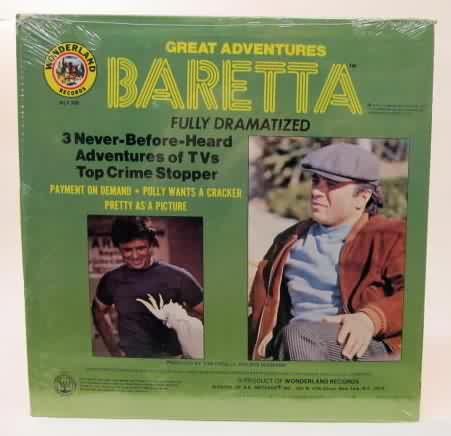 GREAT ADVENTURES
WONDERLAND
RECORDS
BARETTA™
FULLY DRAMATIZED
3 Never-Before-Heard
Adventures of TVs
Top Crime Stopper
PAYMENT ON DEMAND • POLLY WANTS A CRACKER
PRETTY AS A PICTURE
A PRODUCT OF WONDERLAND RECORDS